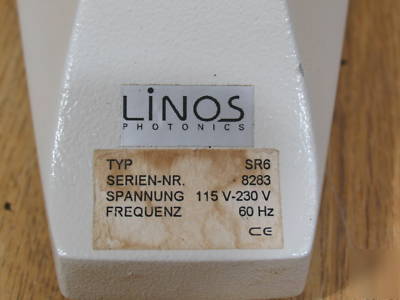 LiNOS
PHOTONICS
TYP SR6
SERIEN-NR. 8283
SPANNUNG 115 V-230 V
FREQUENZ 60 Hz
CE